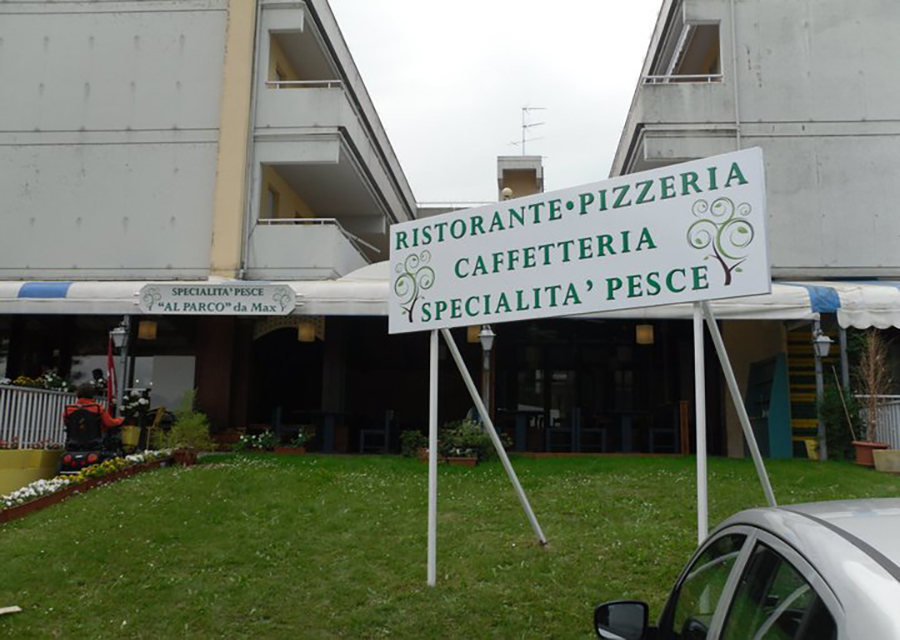 RISTORANTE•PIZZERIA
CAFFETTERIA
SPECIALITA' PESCE
SPECIALITA' PESCE
"AL PARCO" da Max